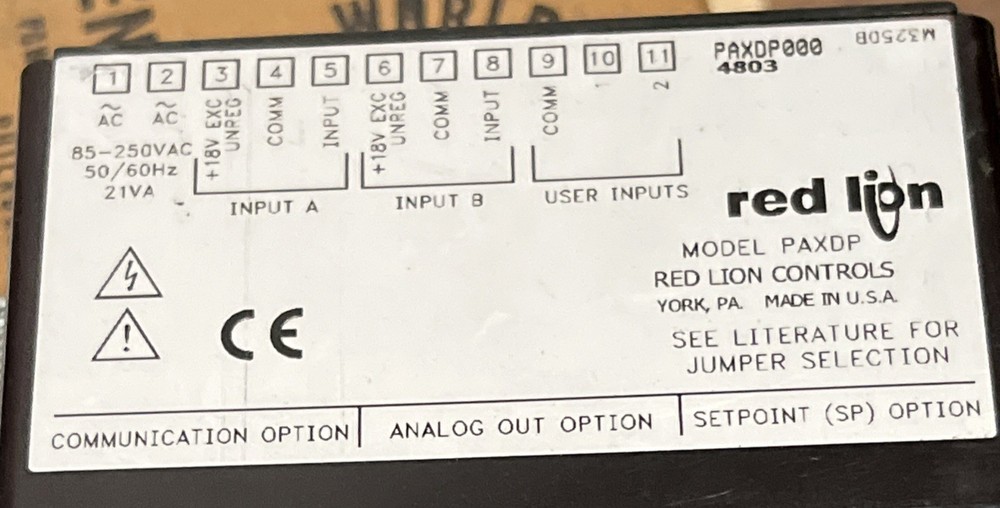 WORLD
1 2 3 4 5 6 7 8 9 10 11
PAXDP000
4803
M3250B
AC AC
+18V EXC UNREG
COMM
INPUT
+18V EXC UNREG
COMM
INPUT
COMM
1
2
85-250VAC
50/60Hz
21VA
INPUT A
INPUT B
USER INPUTS
red lion
MODEL PAXDP
RED LION CONTROLS
YORK, PA. MADE IN U.S.A.
SEE LITERATURE FOR
JUMPER SELECTION
CE
COMMUNICATION OPTION
ANALOG OUT OPTION
SETPOINT (SP) OPTION